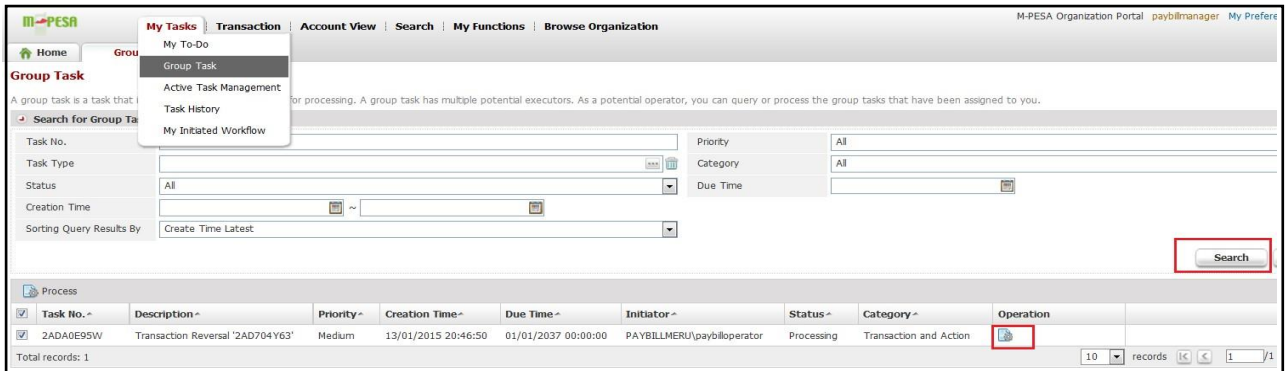 M-PESA
My Tasks Transaction Account View Search My Functions Browse Organization
M-PESA Organization Portal paybillmanager My Prefere
Home Grou
My To-Do
Group Task
Active Task Management
Task History
My Initiated Workflow
Group Task
A group task is a task that i for processing. A group task has multiple potential executors. As a potential operator, you can query or process the group tasks that have been assigned to you.
Search for Group Ta
Task No. Priority All
Task Type ... Category All
Status All Due Time
Creation Time ~
Sorting Query Results By Create Time Latest
Search
Process
Task No. Description Priority Creation Time Due Time Initiator Status Category Operation
2ADA0E95W Transaction Reversal '2AD704Y63' Medium 13/01/2015 20:46:50 01/01/2037 00:00:00 PAYBILLMERU\paybilloperator Processing Transaction and Action
Total records: 1 10 records 1 /1